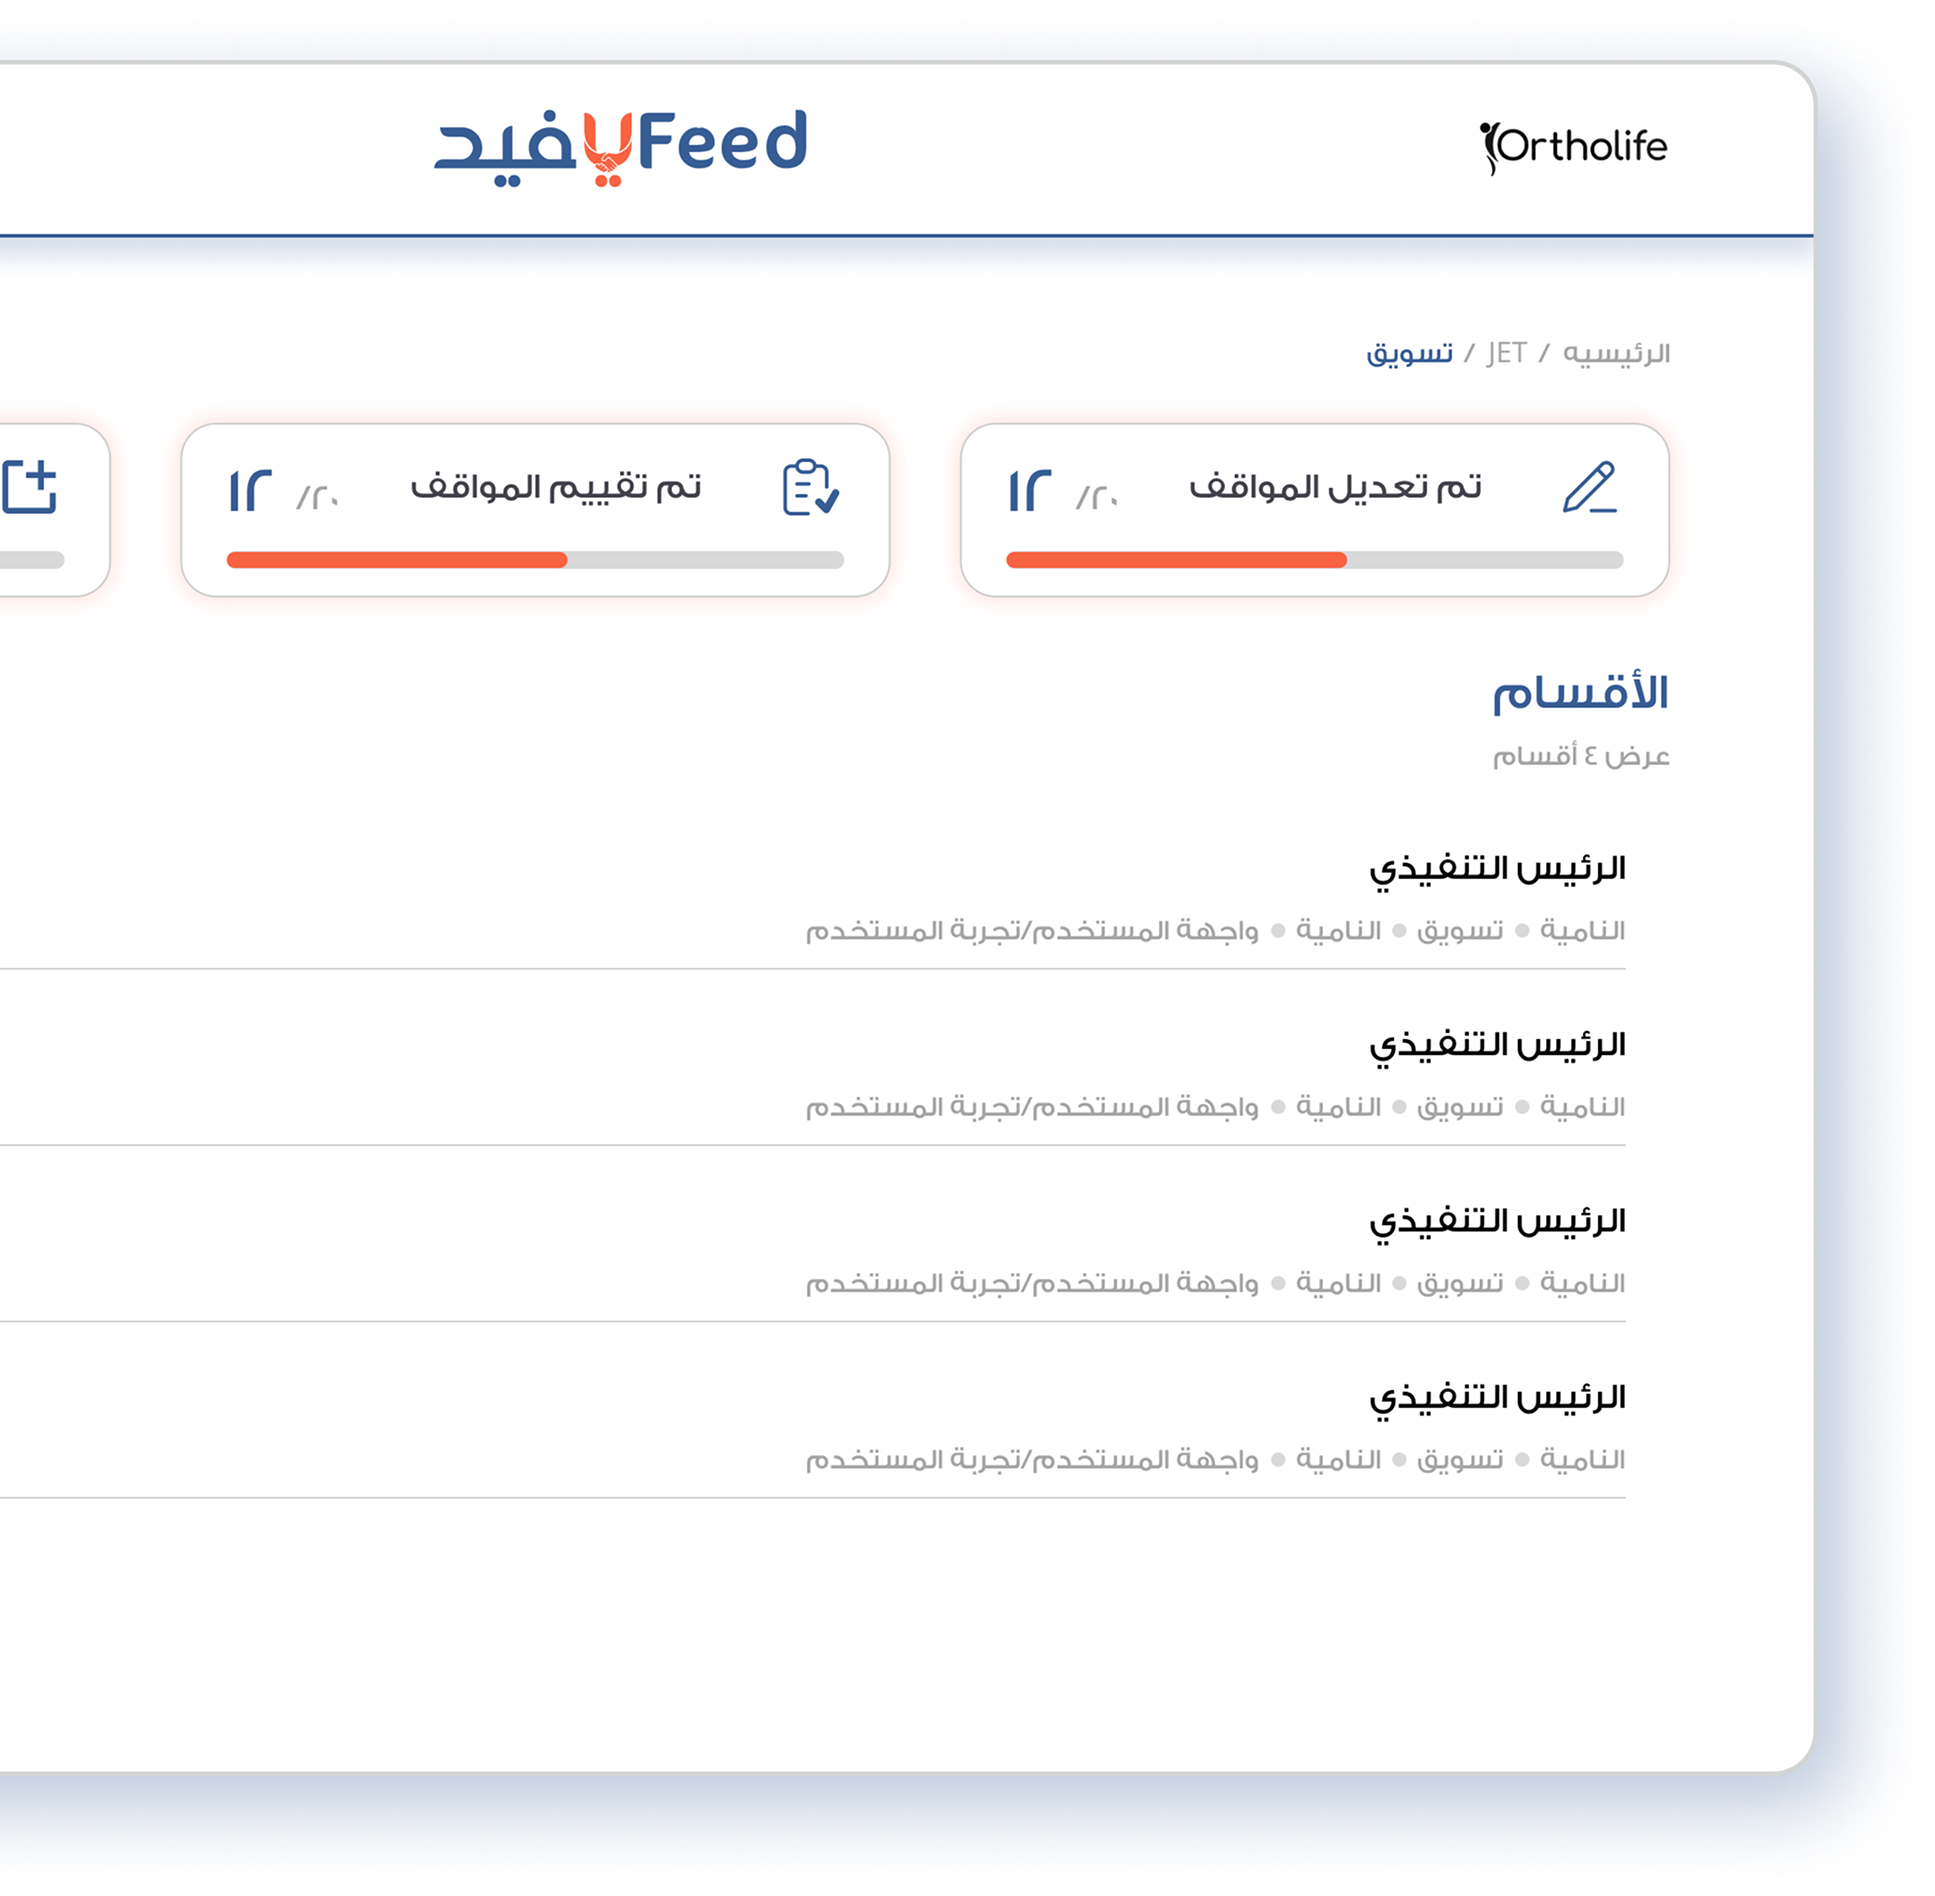 Ortholife
يفيد Feed
الرئيسيه / JET / تسويق
تم تعديل المواقف ١٢ /٢٠
تم تقييم المواقف ١٢ /٢٠
الأقسام
عرض ٤ أقسام
الرئيس التنفيذي
النامية • تسويق • النامية • واجهة المستخدم/تجربة المستخدم
الرئيس التنفيذي
النامية • تسويق • النامية • واجهة المستخدم/تجربة المستخدم
الرئيس التنفيذي
النامية • تسويق • النامية • واجهة المستخدم/تجربة المستخدم
الرئيس التنفيذي
النامية • تسويق • النامية • واجهة المستخدم/تجربة المستخدم